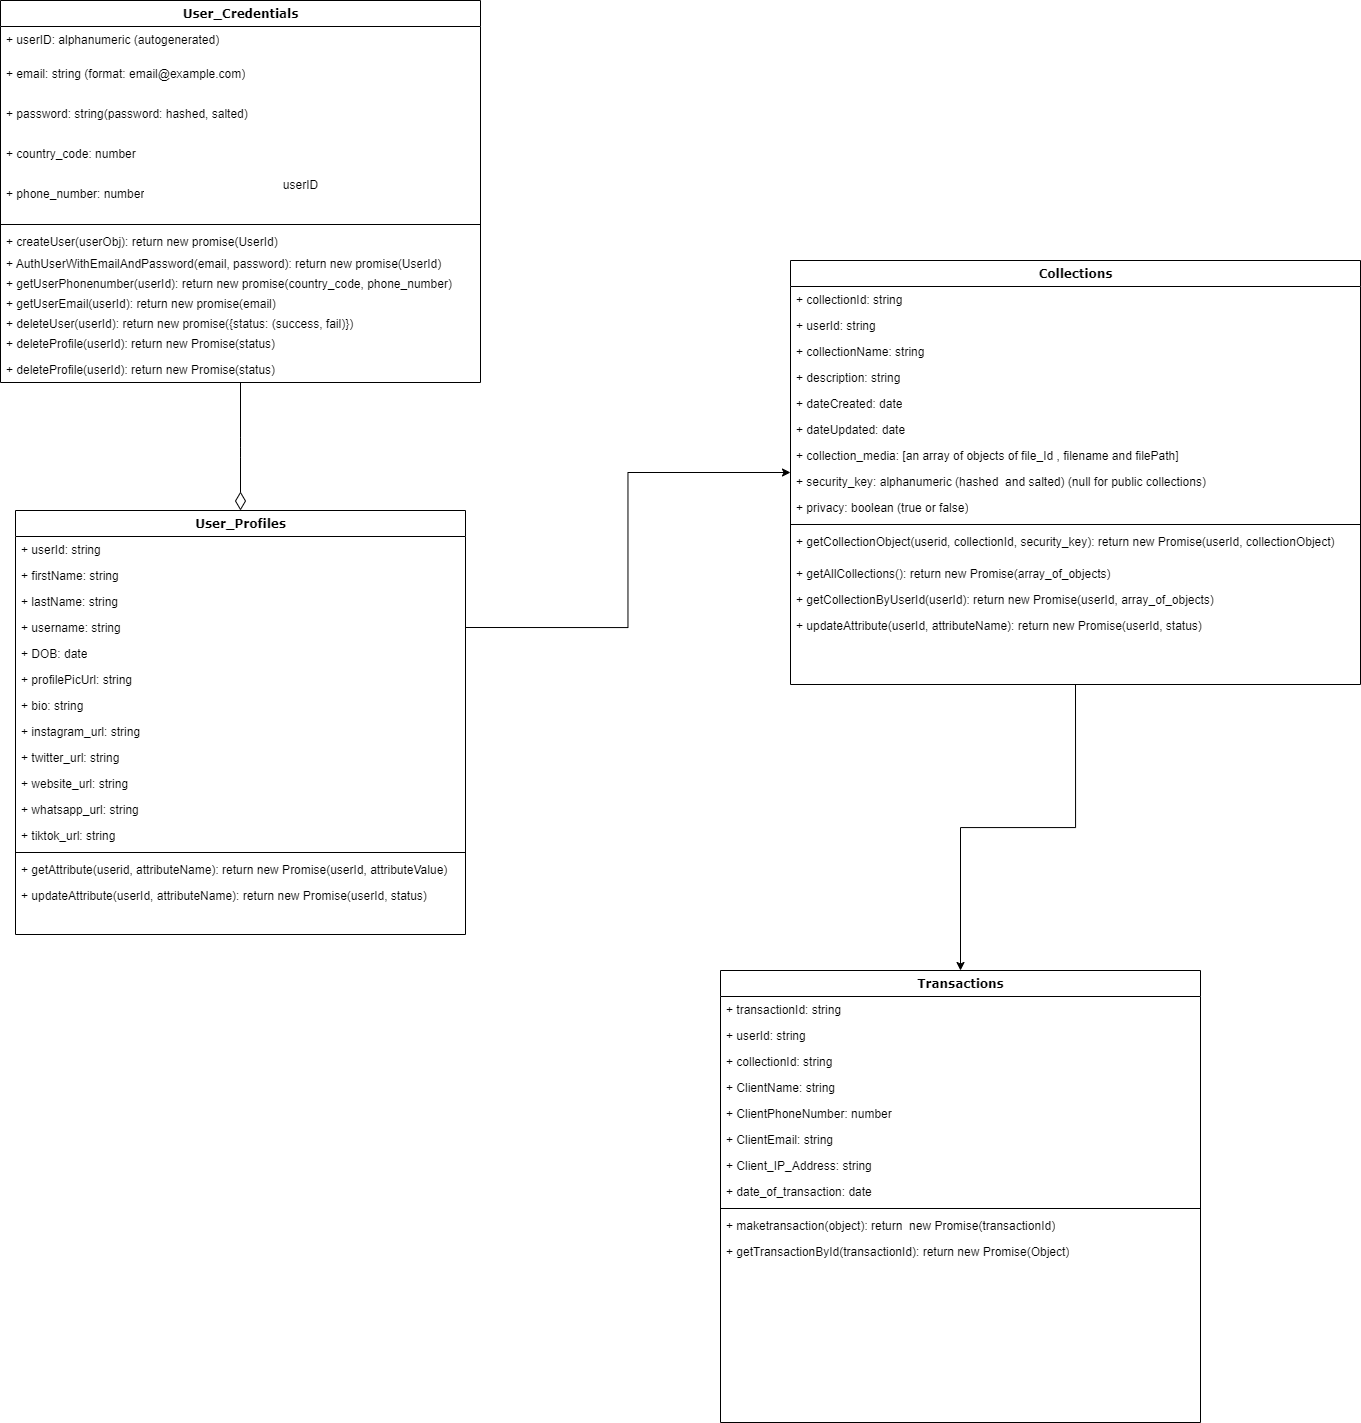 User_Credentials
+ userID: alphanumeric (autogenerated)
+ email: string (format: email@example.com)
+ password: string(password: hashed, salted)
+ country_code: number
userID
+ phone_number: number
+ createUser(userObj): return new promise(UserId)
+ AuthUserWithEmailAndPassword(email, password): return new promise(UserId)
+ getUserPhonenumber(userId): return new promise(country_code, phone_number)
+ getUserEmail(userId): return new promise(email)
+ deleteUser(userId): return new promise({status: (success, fail)})
+ deleteProfile(userId): return new Promise(status)
+ deleteProfile(userId): return new Promise(status)
Collections
+ collectionId: string
+ userId: string
+ collectionName: string
+ description: string
+ dateCreated: date
+ dateUpdated: date
+ collection_media: [an array of objects of file_Id , filename and filePath]
+ security_key: alphanumeric (hashed  and salted) (null for public collections)
+ privacy: boolean (true or false)
+ getCollectionObject(userid, collectionId, security_key): return new Promise(userId, collectionObject)
+ getAllCollections(): return new Promise(array_of_objects)
+ getCollectionByUserId(userId): return new Promise(userId, array_of_objects)
+ updateAttribute(userId, attributeName): return new Promise(userId, status)
User_Profiles
+ userId: string
+ firstName: string
+ lastName: string
+ username: string
+ DOB: date
+ profilePicUrl: string
+ bio: string
+ instagram_url: string
+ twitter_url: string
+ website_url: string
+ whatsapp_url: string
+ tiktok_url: string
+ getAttribute(userid, attributeName): return new Promise(userId, attributeValue)
+ updateAttribute(userId, attributeName): return new Promise(userId, status)
Transactions
+ transactionId: string
+ userId: string
+ collectionId: string
+ ClientName: string
+ ClientPhoneNumber: number
+ ClientEmail: string
+ Client_IP_Address: string
+ date_of_transaction: date
+ maketransaction(object): return  new Promise(transactionId)
+ getTransactionById(transactionId): return new Promise(Object)